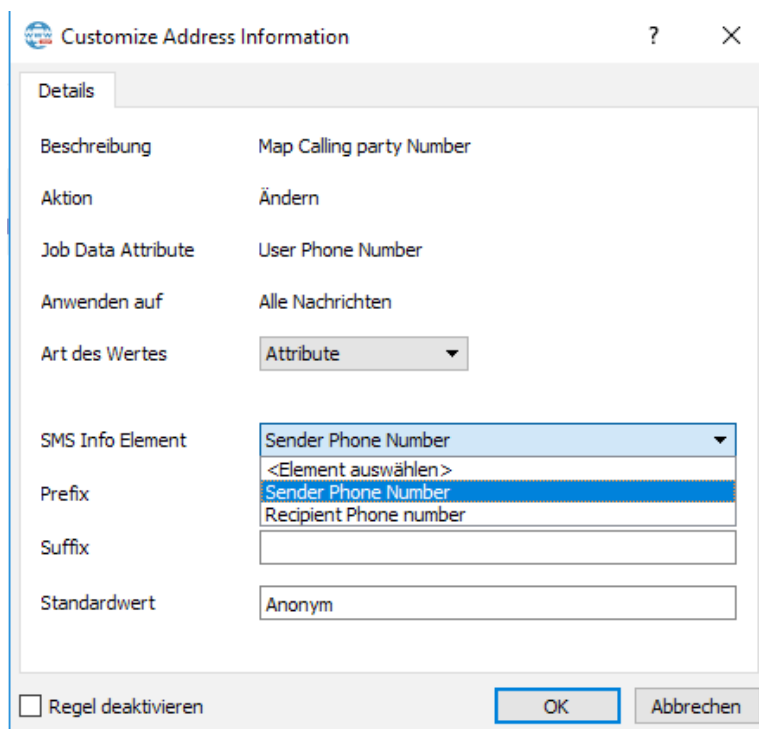 Customize Address Information ?
Details
Beschreibung Map Calling party Number
Aktion Ändern
Job Data Attribute User Phone Number
Anwenden auf Alle Nachrichten
Art des Wertes Attribute
SMS Info Element Sender Phone Number
<Element auswählen>
Prefix Sender Phone Number
Recipient Phone number
Suffix
Standardwert Anonym
Regel deaktivieren OK Abbrechen